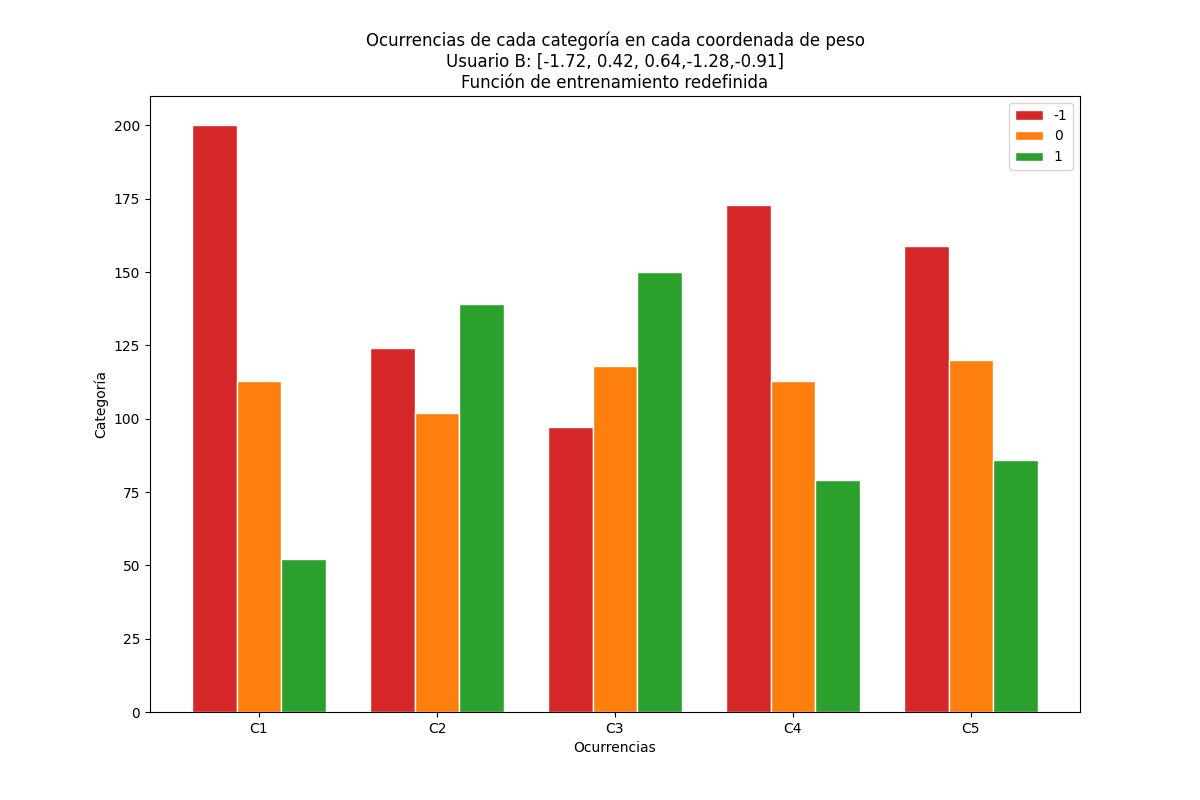 Ocurrencias de cada categoría en cada coordenada de peso
Usuario B: [-1.72, 0.42, 0.64,-1.28,-0.91]
Función de entrenamiento redefinida
-1
0
1
200
175
150
125
100
75
50
25
0
Categoría
C1 C2 C3 C4 C5
Ocurrencias